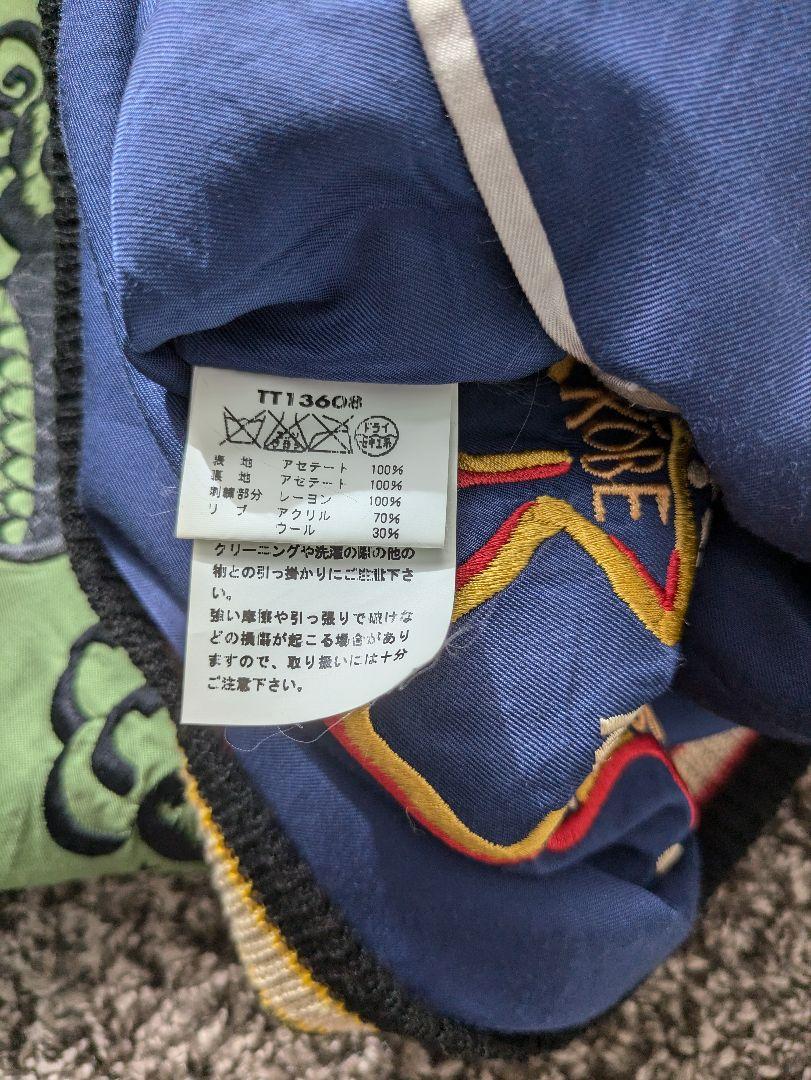 TT13608
ドライ
セキユ系
表 地 アセテート 100%
裏 地 アセテート 100%
刺繍部分 レーヨン 100%
リ ブ アクリル 70%
ウール 30%
クリーニングや洗濯の際の他の
物との引っ掛かりにご注意下さ
い。
強い摩擦や引っ張りで破けな
どの損傷が起こる場合があり
ますので、取り扱いには十分
ご注意下さい。
KOBE